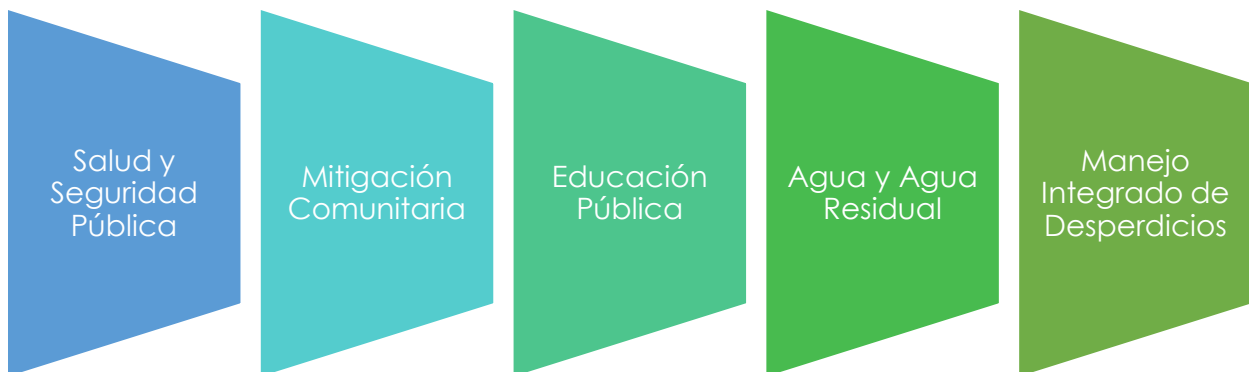 Salud y
Seguridad
Pública
Mitigación
Comunitaria
Educación
Pública
Agua y Agua
Residual
Manejo
Integrado de
Desperdicios